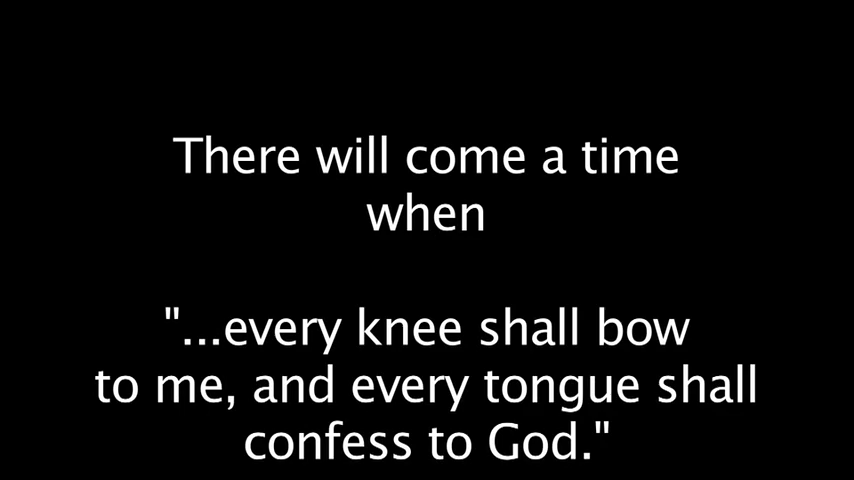 There will come a time
when
"...every knee shall bow
to me, and every tongue shall
confess to God."